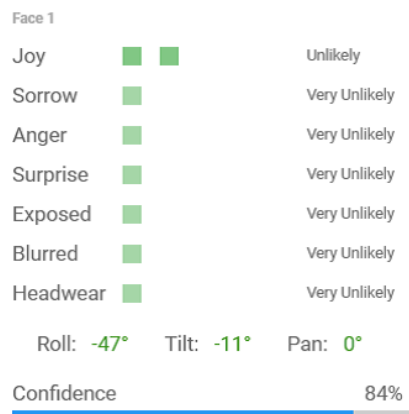 Face 1
Joy Unlikely
Sorrow Very Unlikely
Anger Very Unlikely
Surprise Very Unlikely
Exposed Very Unlikely
Blurred Very Unlikely
Headwear Very Unlikely
Roll: -47° Tilt: -11° Pan: 0°
Confidence 84%